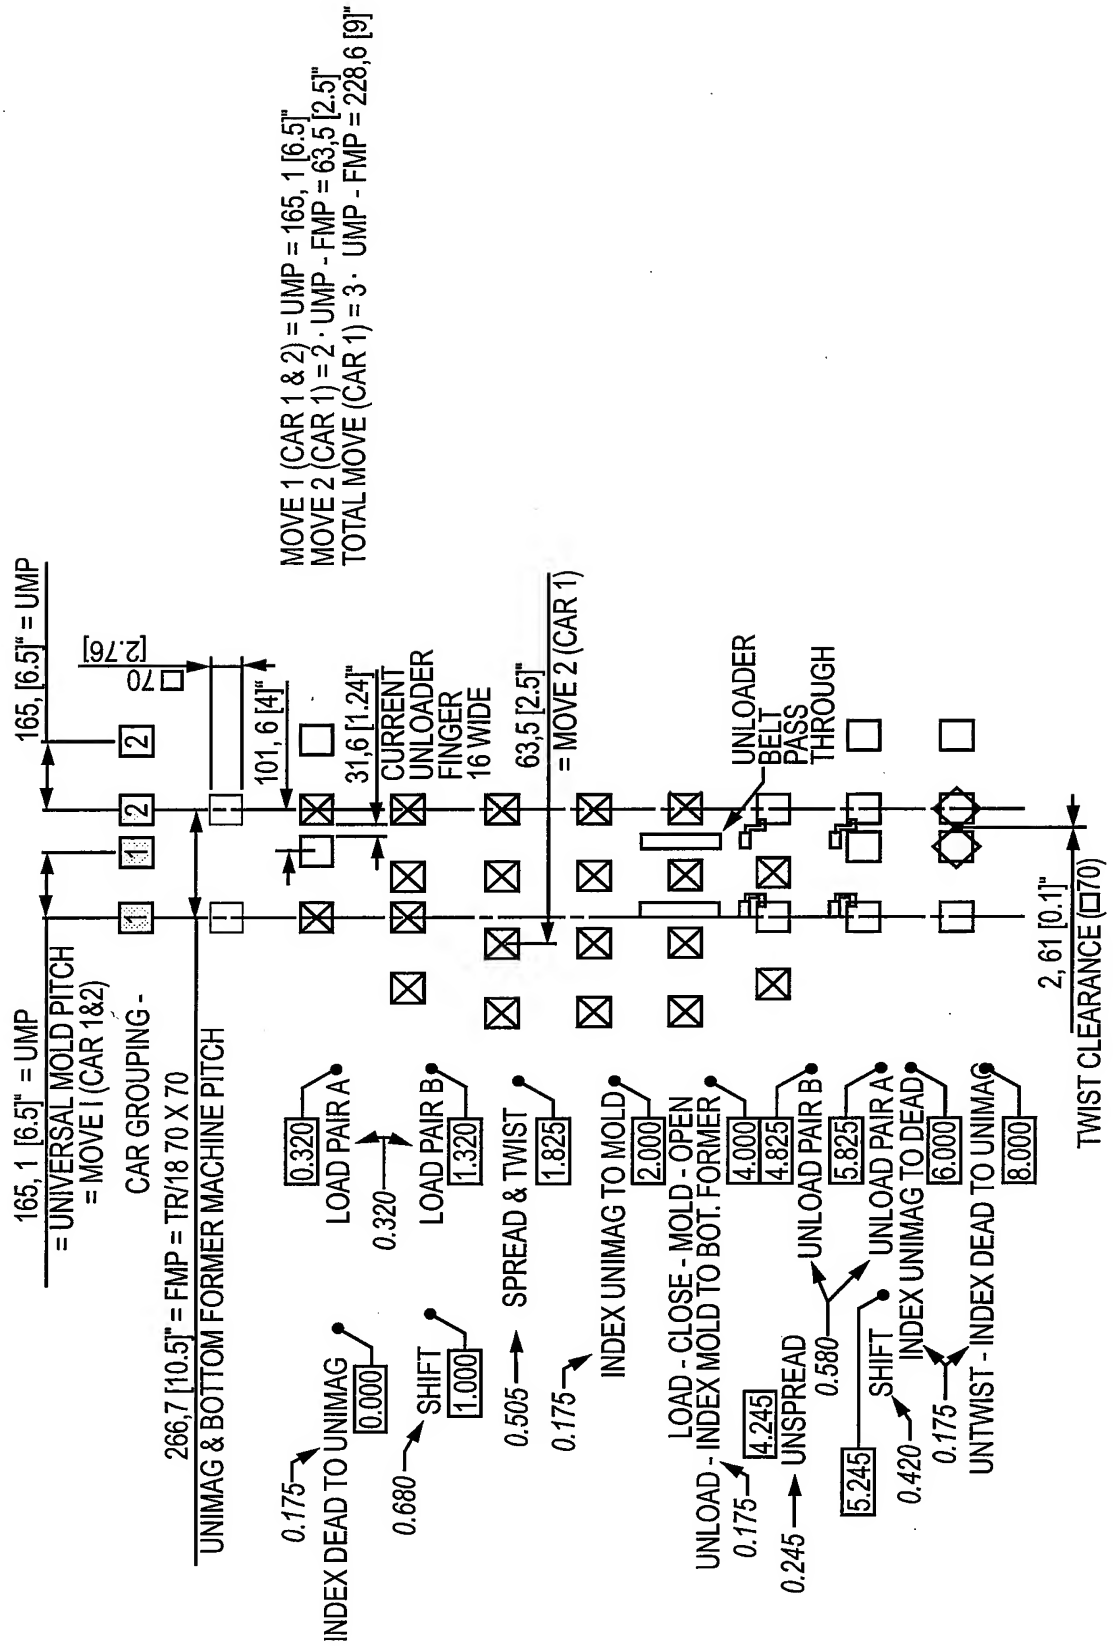 165, 1 [6.5]" = UMP
= UNIVERSAL MOLD PITCH
= MOVE I (CAR 1&2)
CAR GROUPING -
266,7 [10.5]" = FMP = TR/18 70 X 70
UNIMAG & BOTTOM FORMER MACHINE PITCH
165, [6.5]" = UMP
1
1
2
2
□70
[2.76]
101, 6 [4]"
31,6 [1.24]"
CURRENT
UNLOADER
FINGER
16 WIDE
63,5 [2.5]"
= MOVE 2 (CAR 1)
UNLOADER
BELT
PASS
THROUGH
2, 61 [0.1]"
TWIST CLEARANCE (□70)
MOVE 1 (CAR 1 & 2) = UMP = 165, 1 [6.5]"
MOVE 2 (CAR 1) = 2 · UMP - FMP = 63,5 [2.5]"
TOTAL MOVE (CAR 1) = 3 · UMP - FMP = 228,6 [9]"
0.175
INDEX DEAD TO UNIMAG
0.000
0.320
LOAD PAIR A
0.320
0.680
SHIFT
1.000
LOAD PAIR B
1.320
0.505
SPREAD & TWIST
1.825
0.175
INDEX UNIMAG TO MOLD
2.000
LOAD - CLOSE - MOLD - OPEN
UNLOAD - INDEX MOLD TO BOT. FORMER
0.175
4.000
4.245
0.245
UNSPREAD
4.825
UNLOAD PAIR B
0.580
5.245
SHIFT
0.420
5.825
UNLOAD PAIR A
INDEX UNIMAG TO DEAD
0.175
6.000
UNTWIST - INDEX DEAD TO UNIMAG
8.000